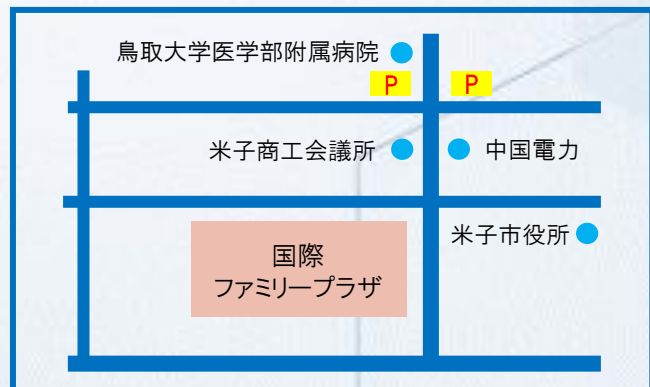 鳥取大学医学部附属病院
P
P
米子商工会議所
中国電力
米子市役所
国際
ファミリープラザ